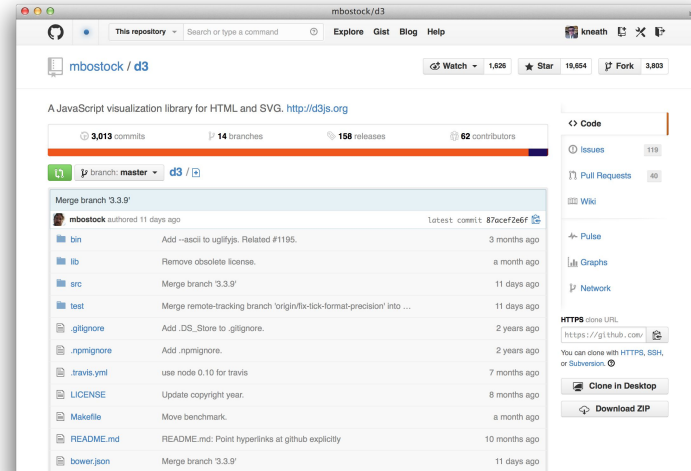 mbostock/d3
This repository Search or type a command Explore Gist Blog Help kneath
mbostock / d3 Watch 1,626 Star 19,654 Fork 3,803
A JavaScript visualization library for HTML and SVG. http://d3js.org
3,013 commits 14 branches 158 releases 62 contributors
branch: master d3 /
Merge branch '3.3.9'
mbostock authored 11 days ago latest commit 87acef2e6f
bin Add --ascii to uglifyjs. Related #1195. 3 months ago
lib Remove obsolete license. a month ago
src Merge branch '3.3.9' 11 days ago
test Merge remote-tracking branch 'origin/fix-tick-format-precision' into … 11 days ago
.gitignore Add .DS_Store to .gitignore. 2 years ago
.npmignore Add .npmignore. 2 years ago
.travis.yml use node 0.10 for travis 7 months ago
LICENSE Update copyright year. 8 months ago
Makefile Move benchmark. a month ago
README.md README.md: Point hyperlinks at github explicitly 10 months ago
bower.json Merge branch '3.3.9' 11 days ago
Code
Issues 119
Pull Requests 40
Wiki
Pulse
Graphs
Network
HTTPS clone URL
https://github.com/
You can clone with HTTPS, SSH,
or Subversion.
Clone in Desktop
Download ZIP